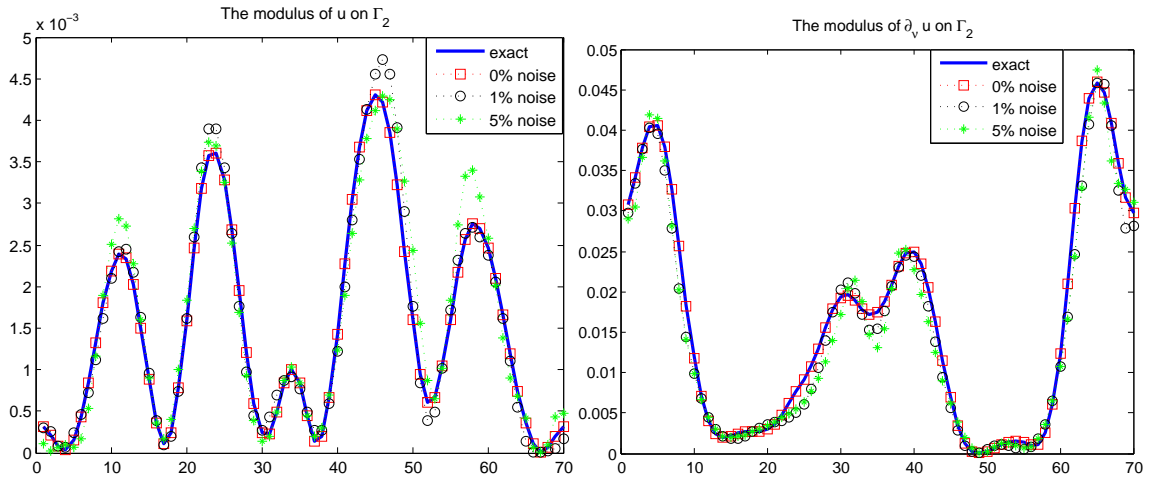 The modulus of u on Γ2
x 10^-3
5
4.5
4
3.5
3
2.5
2
1.5
1
0.5
0
0 10 20 30 40 50 60 70
exact
0% noise
1% noise
5% noise
The modulus of ∂ν u on Γ2
0.05
0.045
0.04
0.035
0.03
0.025
0.02
0.015
0.01
0.005
0
0 10 20 30 40 50 60 70
exact
0% noise
1% noise
5% noise